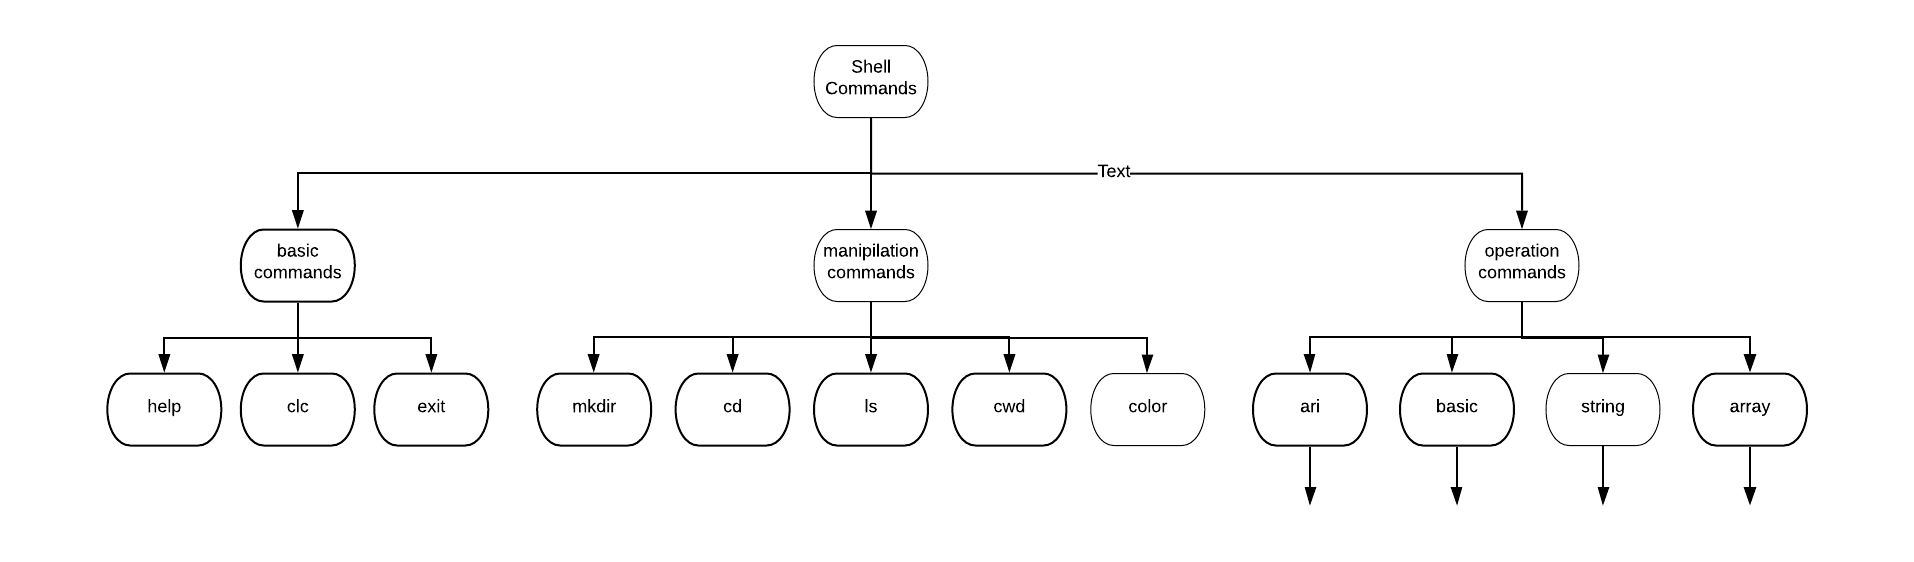 Shell
Commands
Text
basic
commands
manipilation
commands
operation
commands
help
clc
exit
mkdir
cd
ls
cwd
color
ari
basic
string
array